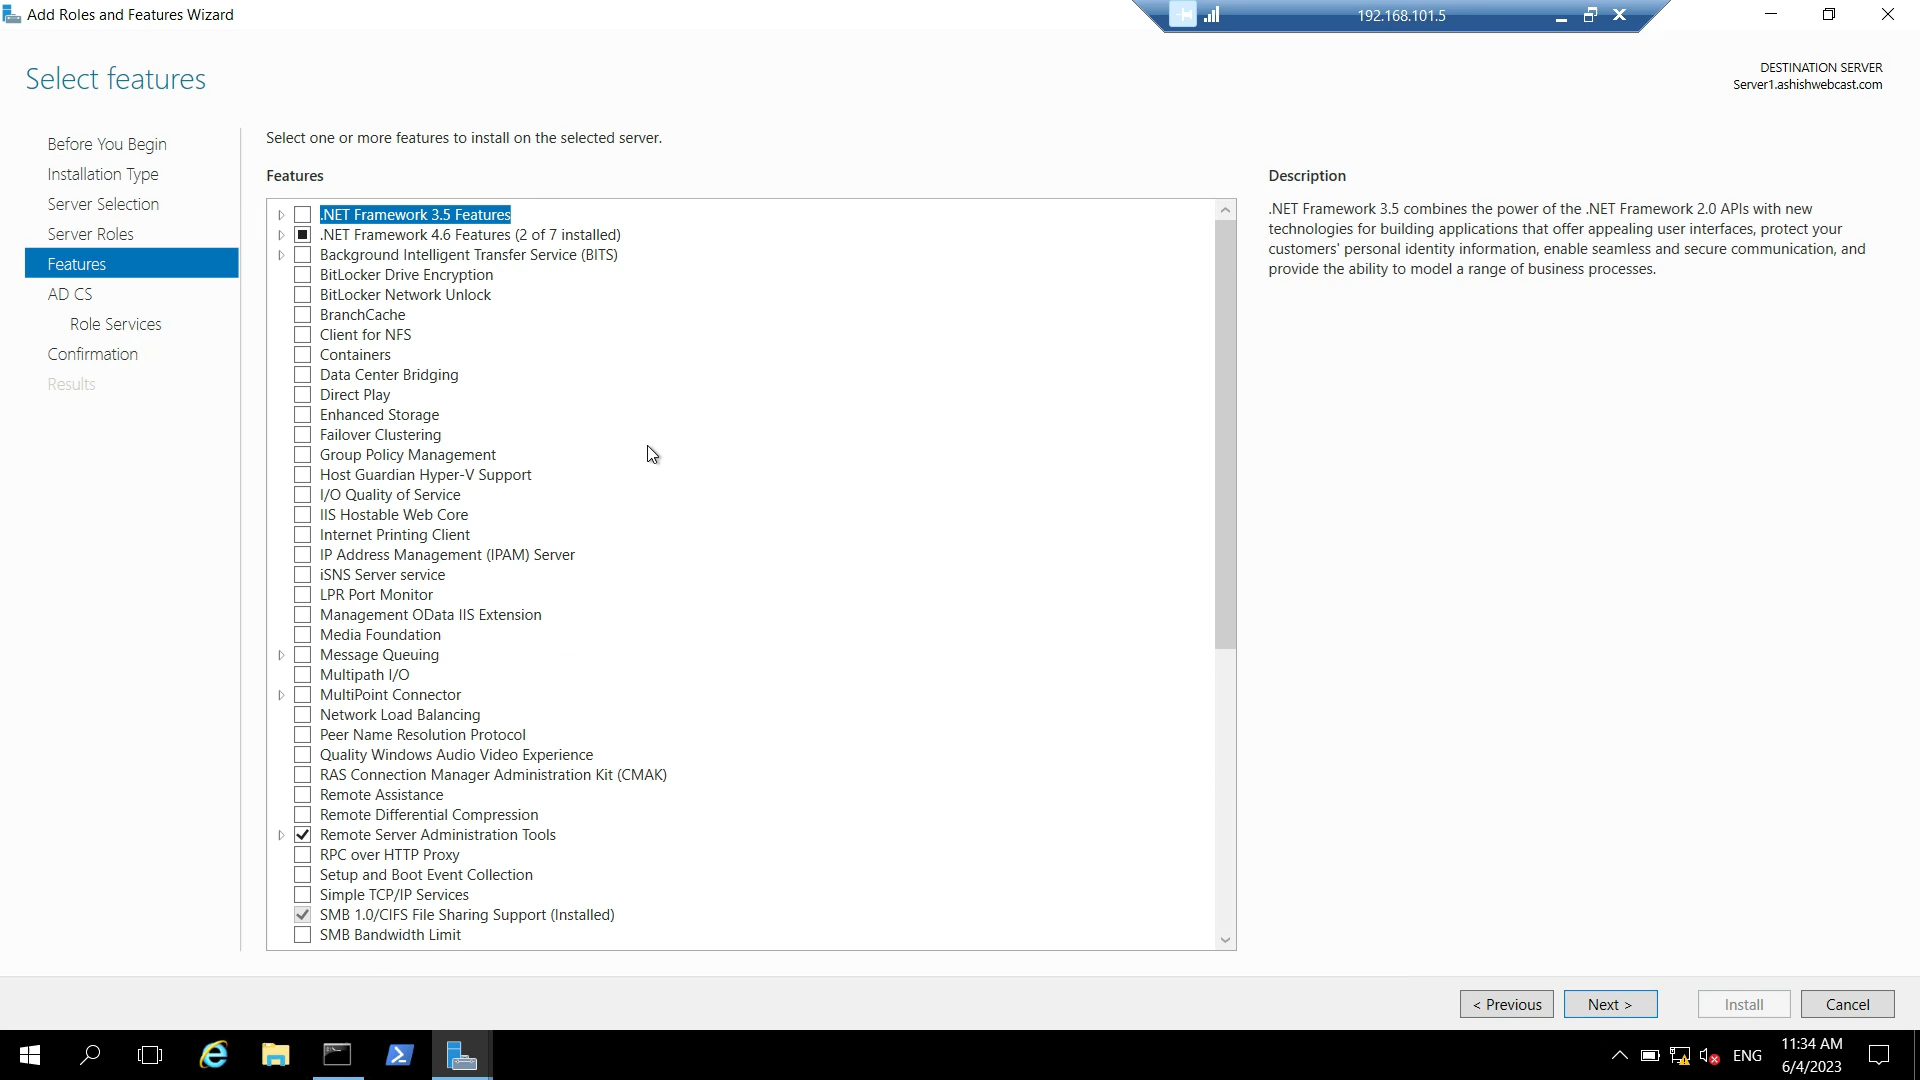 Add Roles and Features Wizard
192.168.101.5
Select features
DESTINATION SERVER
Server1.ashishwebcast.com
Before You Begin
Installation Type
Server Selection
Server Roles
Features
AD CS
Role Services
Confirmation
Results
Select one or more features to install on the selected server.
Features
.NET Framework 3.5 Features
.NET Framework 4.6 Features (2 of 7 installed)
Background Intelligent Transfer Service (BITS)
BitLocker Drive Encryption
BitLocker Network Unlock
BranchCache
Client for NFS
Containers
Data Center Bridging
Direct Play
Enhanced Storage
Failover Clustering
Group Policy Management
Host Guardian Hyper-V Support
I/O Quality of Service
IIS Hostable Web Core
Internet Printing Client
IP Address Management (IPAM) Server
iSNS Server service
LPR Port Monitor
Management OData IIS Extension
Media Foundation
Message Queuing
Multipath I/O
MultiPoint Connector
Network Load Balancing
Peer Name Resolution Protocol
Quality Windows Audio Video Experience
RAS Connection Manager Administration Kit (CMAK)
Remote Assistance
Remote Differential Compression
Remote Server Administration Tools
RPC over HTTP Proxy
Setup and Boot Event Collection
Simple TCP/IP Services
SMB 1.0/CIFS File Sharing Support (Installed)
SMB Bandwidth Limit
Description
.NET Framework 3.5 combines the power of the .NET Framework 2.0 APIs with new
technologies for building applications that offer appealing user interfaces, protect your
customers' personal identity information, enable seamless and secure communication, and
provide the ability to model a range of business processes.
< Previous
Next >
Install
Cancel
ENG
11:34 AM
6/4/2023